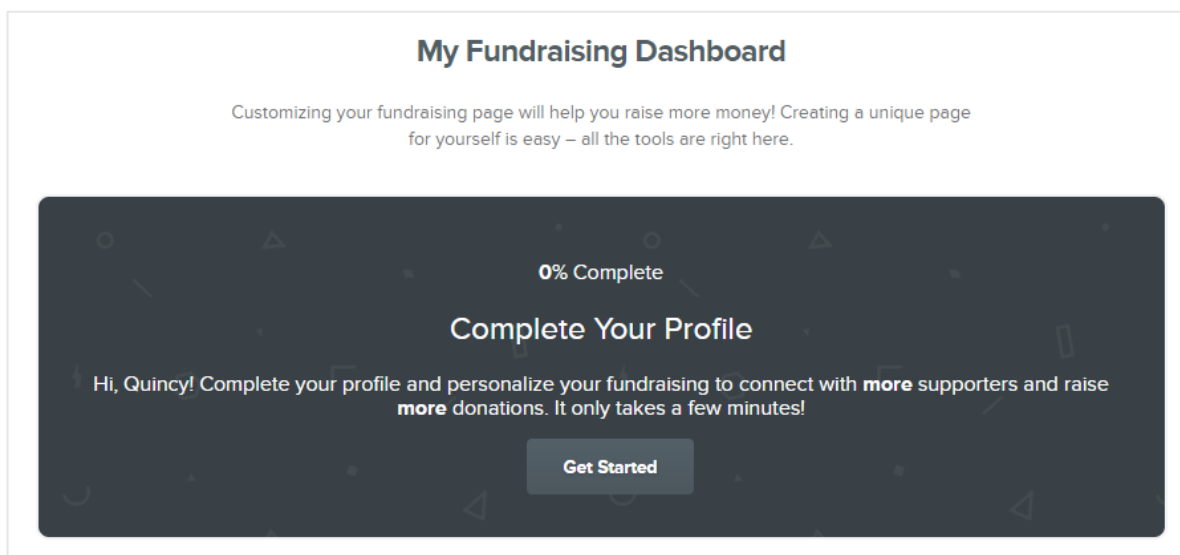 My Fundraising Dashboard
Customizing your fundraising page will help you raise more money! Creating a unique page
for yourself is easy – all the tools are right here.
0% Complete
Complete Your Profile
Hi, Quincy! Complete your profile and personalize your fundraising to connect with more supporters and raise
more donations. It only takes a few minutes!
Get Started